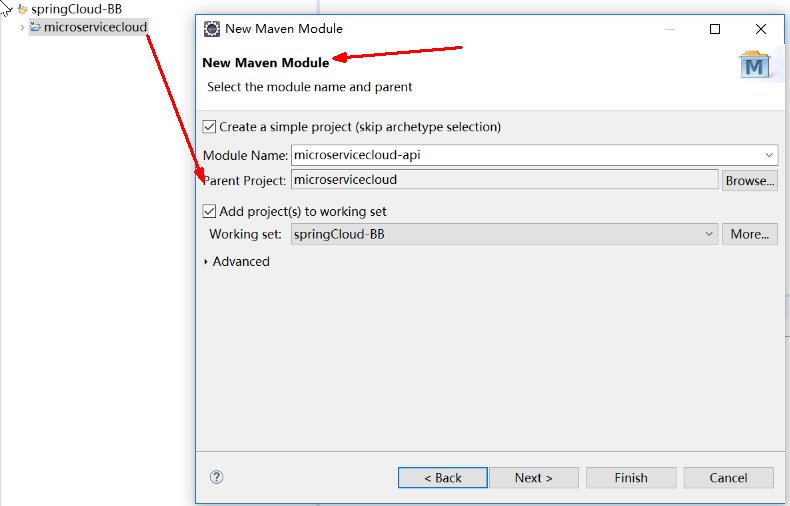 springCloud-BB
microservicecloud
New Maven Module
New Maven Module
Select the module name and parent
M
Create a simple project (skip archetype selection)
Module Name: microservicecloud-api
Parent Project: microservicecloud Browse...
Add project(s) to working set
Working set: springCloud-BB More...
Advanced
? < Back Next > Finish Cancel